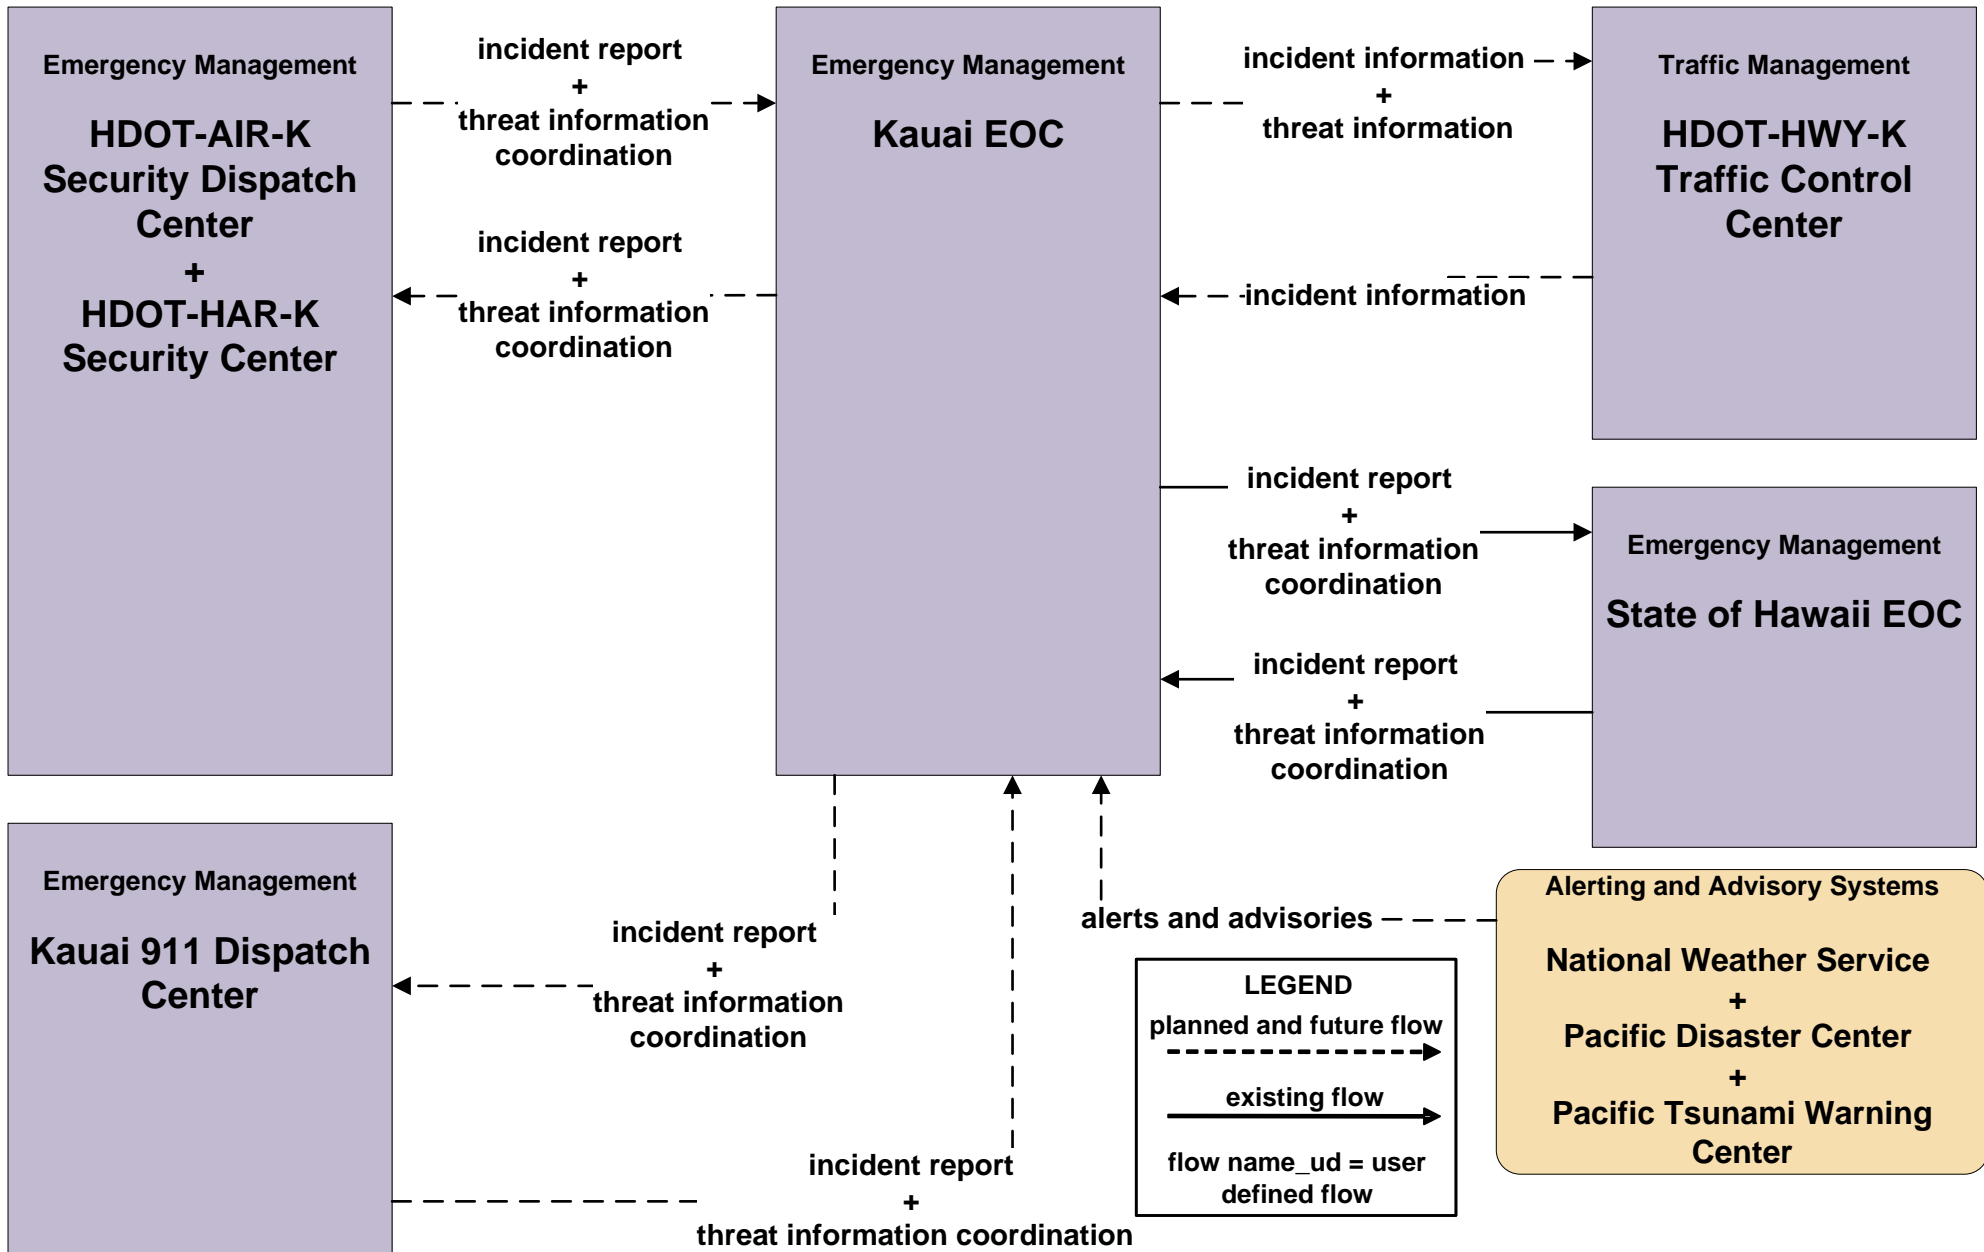 Emergency Management
HDOT-AIR-K
Security Dispatch
Center
+
HDOT-HAR-K
Security Center
incident report
+
threat information
coordination
incident report
+
threat information
coordination
Emergency Management
Kauai EOC
incident information
+
threat information
incident information
Traffic Management
HDOT-HWY-K
Traffic Control
Center
incident report
+
threat information
coordination
incident report
+
threat information
coordination
Emergency Management
State of Hawaii EOC
Emergency Management
Kauai 911 Dispatch
Center
incident report
+
threat information
coordination
incident report
+
threat information coordination
alerts and advisories
Alerting and Advisory Systems
National Weather Service
+
Pacific Disaster Center
+
Pacific Tsunami Warning
Center
LEGEND
planned and future flow
existing flow
flow name_ud = user
defined flow